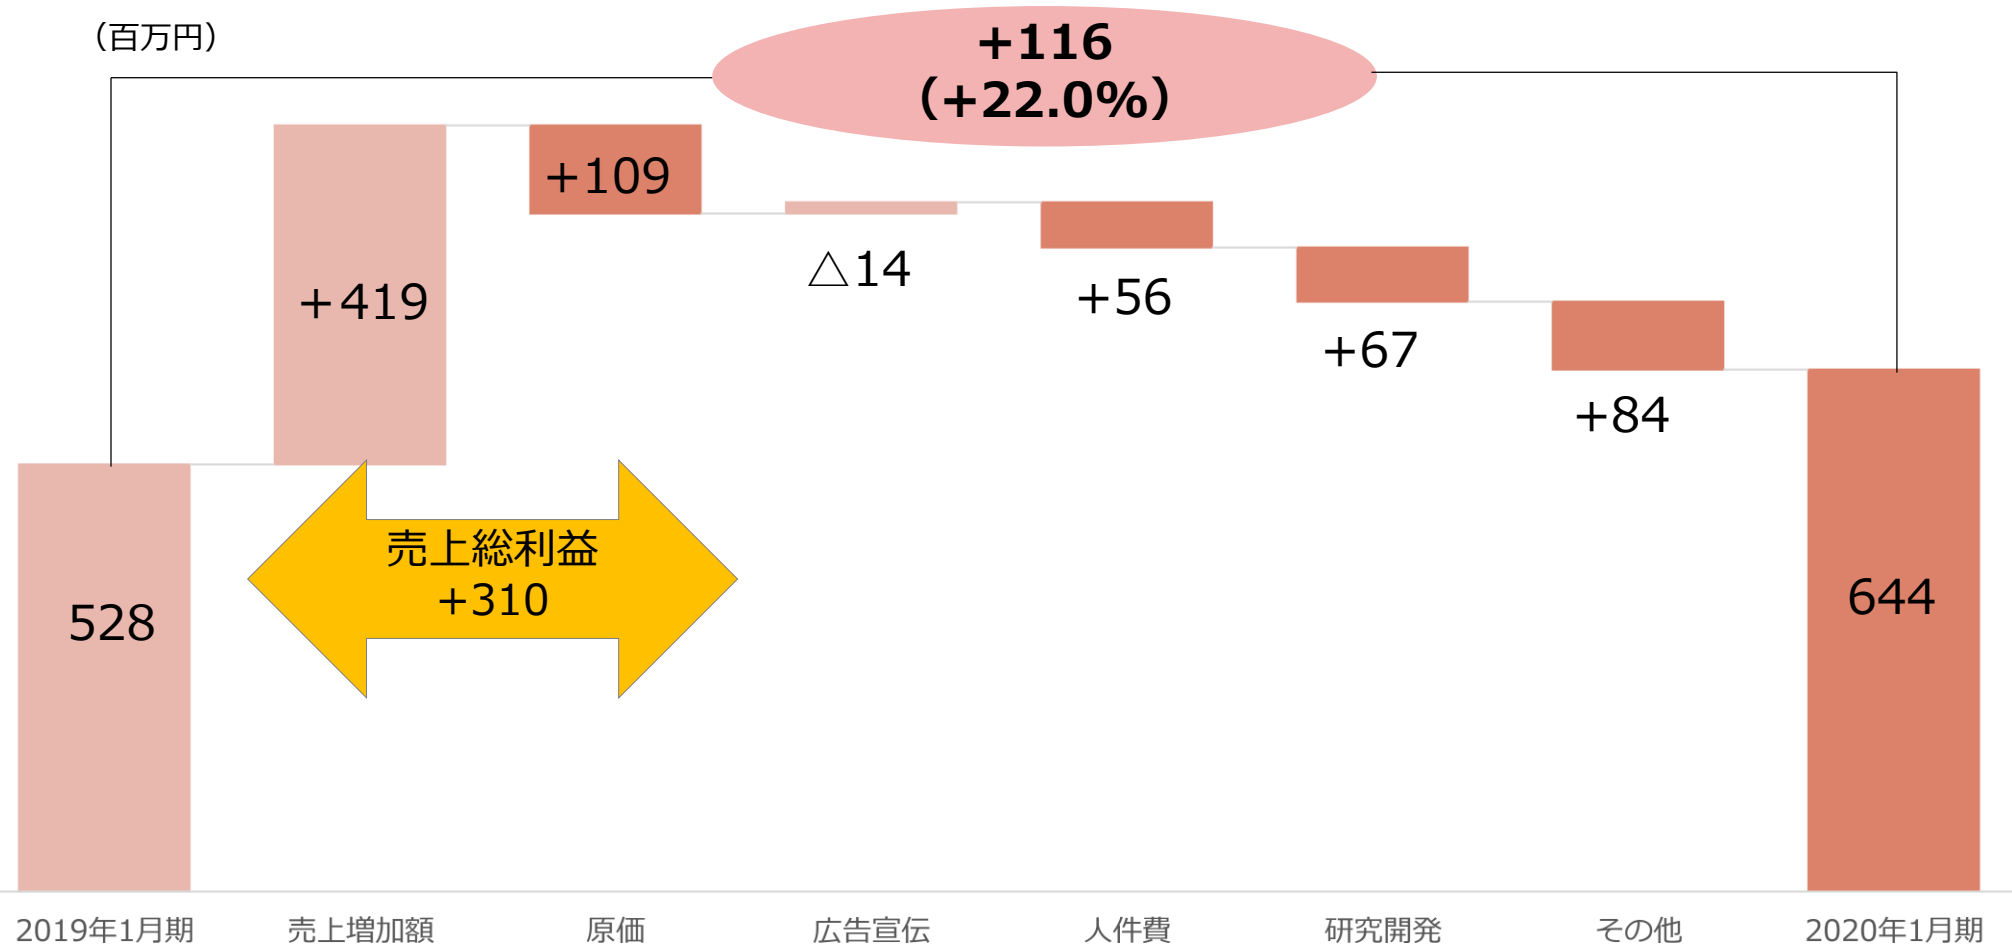 （百万円）
+116
（+22.0%）
+109
+419
△14
+56
+67
+84
売上総利益
+310
528
644
2019年1月期
売上増加額
原価
広告宣伝
人件費
研究開発
その他
2020年1月期